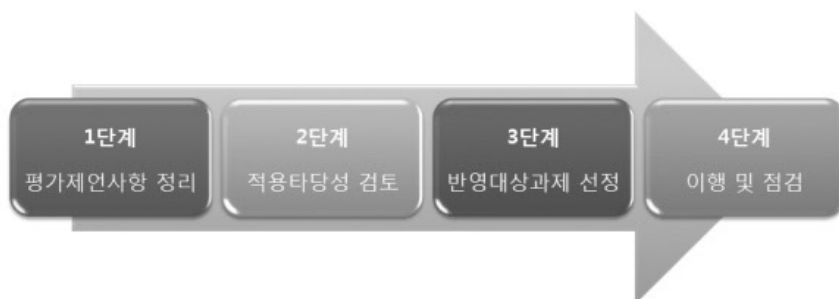 1단계
평가제언사항 정리
2단계
적용타당성 검토
3단계
반영대상과제 선정
4단계
이행 및 점검